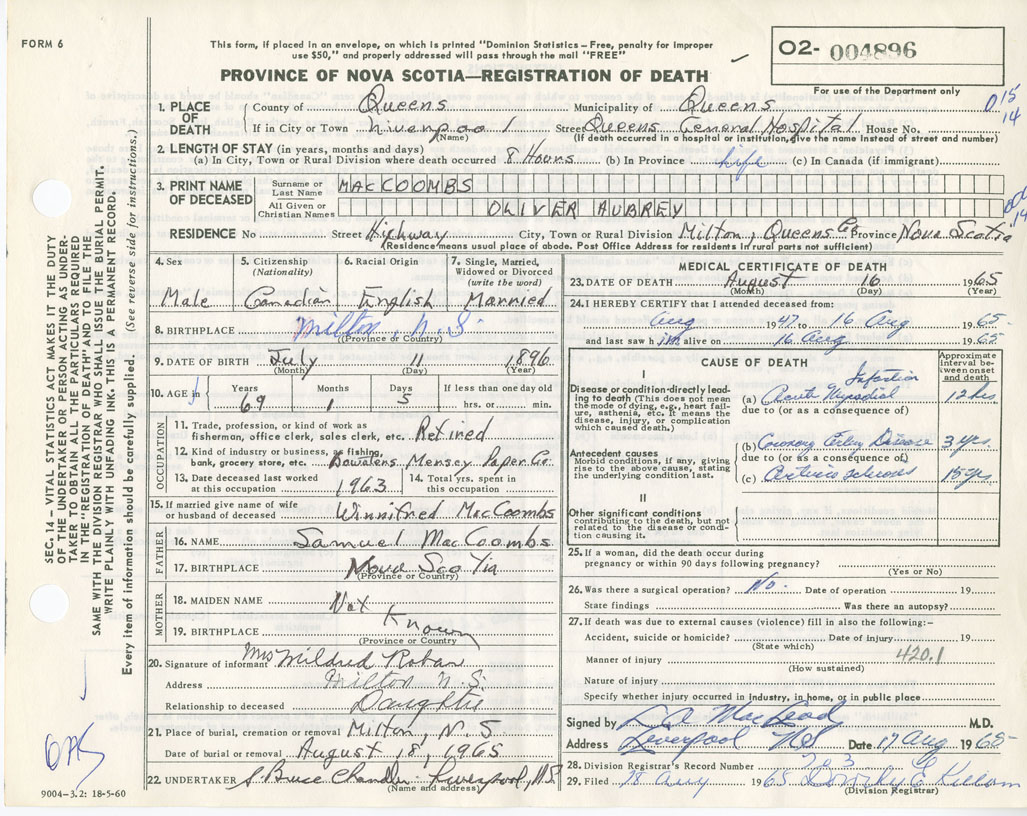 FORM 6
This form, if placed in an envelope, on which is printed "Dominion Statistics—Free, penalty for improper
use $50," and properly addressed will pass through the mail "FREE"
O2- 004896
PROVINCE OF NOVA SCOTIA—REGISTRATION OF DEATH
For use of the Department only
1. PLACE OF DEATH
County of Queens Municipality of Queens
15
14
If in City or Town Liverpool Street Queens General Hospital House No.
(Name) (If death occurred in a hospital or institution, give the name instead of street and number)
2. LENGTH OF STAY (in years, months and days)
(a) In City, Town or Rural Division where death occurred 8 Hours (b) In Province Life (c) In Canada (if immigrant)
3. PRINT NAME OF DECEASED
Surname or Last Name MACCOOMBS
All Given or Christian Names OLIVER AUBREY
14
RESIDENCE No Street Highway City, Town or Rural Division Milton, Queens Co Province Nova Scotia
(Residence means usual place of abode. Post Office Address for residents in rural parts not sufficient)
4. Sex
Male
5. Citizenship
(Nationality)
Canadian
6. Racial Origin
English
7. Single, Married,
Widowed or Divorced
(write the word)
Married
8. BIRTHPLACE Milton, N.S.
(Province or Country)
9. DATE OF BIRTH July 11 1896
(Month) (Day) (Year)
10. AGE in Years Months Days If less than one day old
69 1 5 hrs. or min.
OCCUPATION
11. Trade, profession, or kind of work as
fisherman, office clerk, sales clerk, etc. Retired
12. Kind of industry or business, as fishing,
bank, grocery store, etc. Bowaters Mersey Paper Co.
13. Date deceased last worked
at this occupation 1963
14. Total yrs. spent in
this occupation
15. If married give name of wife
or husband of deceased Winnifred MacCoombs
FATHER
16. NAME Samuel MacCoombs
17. BIRTHPLACE Nova Scotia
(Province or Country)
MOTHER
18. MAIDEN NAME Not
19. BIRTHPLACE Known
(Province or Country)
20. Signature of informant Mrs Mildred
Address Milton N.S.
Relationship to deceased Daughter
21. Place of burial, cremation or removal Milton, N.S
Date of burial or removal August 18, 1965
22. UNDERTAKER S Bruce Chandler Liverpool, N.S.
(Name and address)
MEDICAL CERTIFICATE OF DEATH
23. DATE OF DEATH August 16 1965
(Month) (Day) (Year)
24. I HEREBY CERTIFY that I attended deceased from:
Aug 1947 to 16 Aug 1965
and last saw him alive on 16 Aug 1965
CAUSE OF DEATH
Approximate
interval be-
tween onset
and death
I
Disease or condition directly lead-
ing to death (This does not mean
the mode of dying, e.g., heart fail-
ure, asthenia, etc. It means the
disease, injury, or complication
which caused death.)
(a) Acute Myocdial Infarction 12 hrs
due to (or as a consequence of)
Antecedent causes
Morbid conditions, if any, giving
rise to the above cause, stating
the underlying condition last.
(b) Coronary Artery Disease 3 yrs
due to (or as a consequence of)
(c) Arteriosclerosis 15 yrs
II
Other significant conditions
contributing to the death, but not
related to the disease or condi-
tion causing it.
25. If a woman, did the death occur during
pregnancy or within 90 days following pregnancy?
(Yes or No)
26. Was there a surgical operation? No. Date of operation 19
State findings Was there an autopsy?
27. If death was due to external causes (violence) fill in also the following:—
Accident, suicide or homicide? Date of injury 19
(State which)
Manner of injury 420.1
(How sustained)
Nature of injury
Specify whether injury occurred in industry, in home, or in public place
Signed by MacLeod M.D.
Address Liverpool NS Date 17 Aug 1965
28. Division Registrar's Record Number 203
29. Filed 18 Aug 1965 Dorothy E Killam
(Division Registrar)
SEC. 14 – VITAL STATISTICS ACT MAKES IT THE DUTY
OF THE UNDERTAKER OR PERSON ACTING AS UNDER-
TAKER TO OBTAIN ALL THE PARTICULARS REQUIRED
IN THE "REGISTRATION OF DEATH" AND TO FILE THE
SAME WITH THE DIVISION REGISTRAR WHO SHALL ISSUE THE BURIAL PERMIT.
WRITE PLAINLY WITH UNFADING INK. THIS IS A PERMANENT RECORD.
Every item of information should be carefully supplied. (See reverse side for instructions.)
9004-3.2: 18-5-60